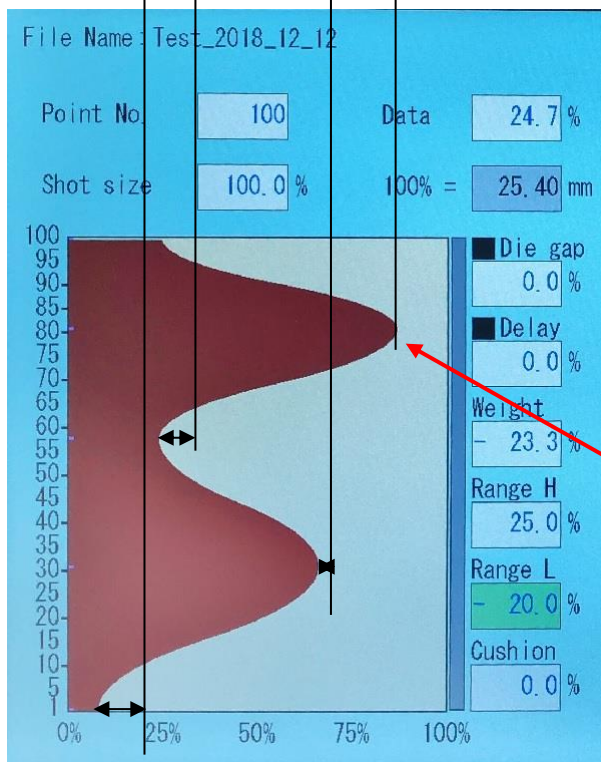 File Name:Test_2018_12_12
Point No. 100 Data 24.7 %
Shot size 100.0 % 100% = 25.40 mm
100
95
90
85
80
75
70
65
60
55
50
45
40
35
30
25
20
15
10
5
1
0% 25% 50% 75% 100%
Die gap
0.0 %
Delay
0.0 %
Weight
- 23.3 %
Range H
25.0 %
Range L
- 20.0 %
Cushion
0.0 %